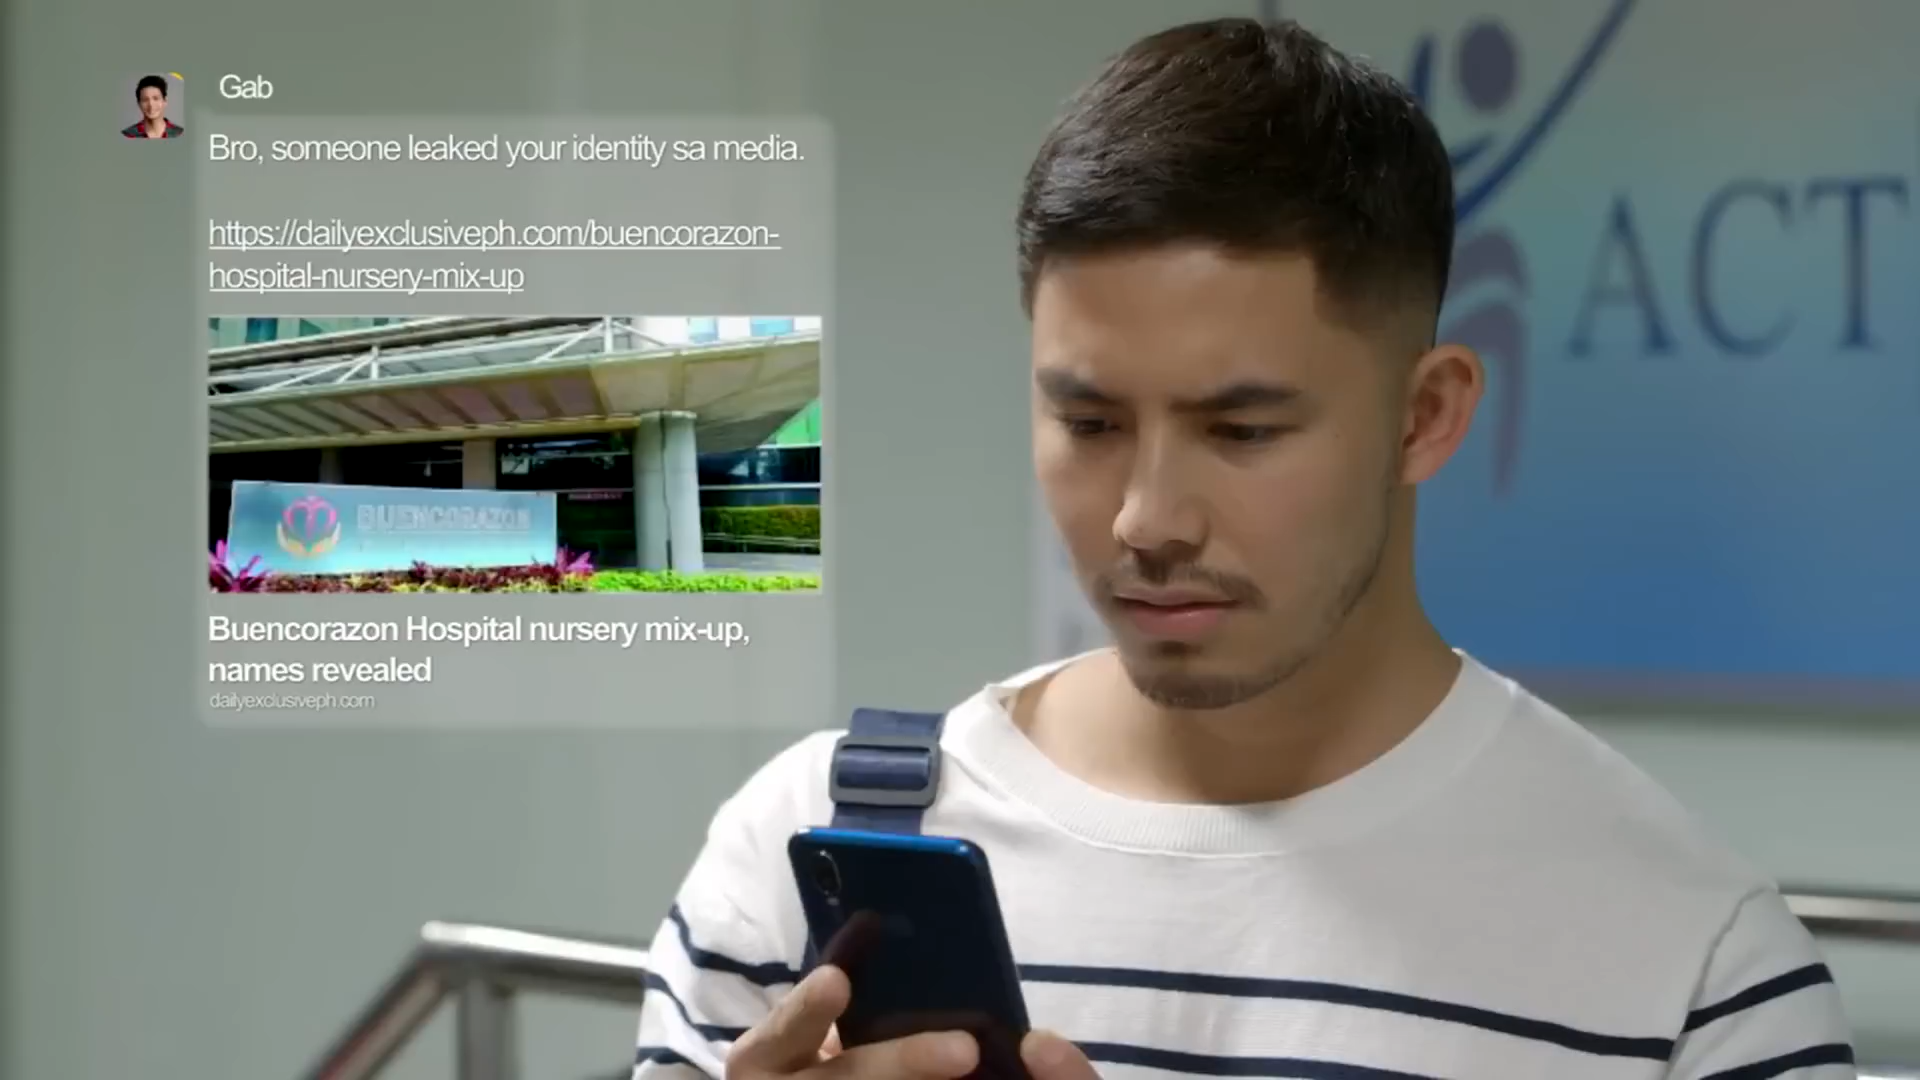 Gab
Bro, someone leaked your identity sa media.
https://dailyexclusiveph.com/buencorazon-
hospital-nursery-mix-up
BUENCORAZON
Buencorazon Hospital nursery mix-up,
names revealed
dailyexclusiveph.com
ACT